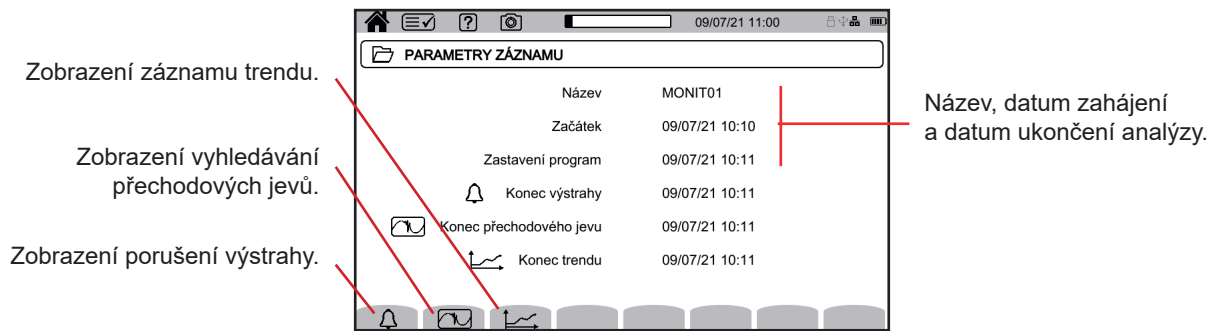 09/07/21 11:00
PARAMETRY ZÁZNAMU
Zobrazení záznamu trendu.
Název MONIT01
Začátek 09/07/21 10:10
Zastavení program 09/07/21 10:11
Název, datum zahájení
a datum ukončení analýzy.
Zobrazení vyhledávání
přechodových jevů.
Konec výstrahy 09/07/21 10:11
Konec přechodového jevu 09/07/21 10:11
Zobrazení porušení výstrahy.
Konec trendu 09/07/21 10:11